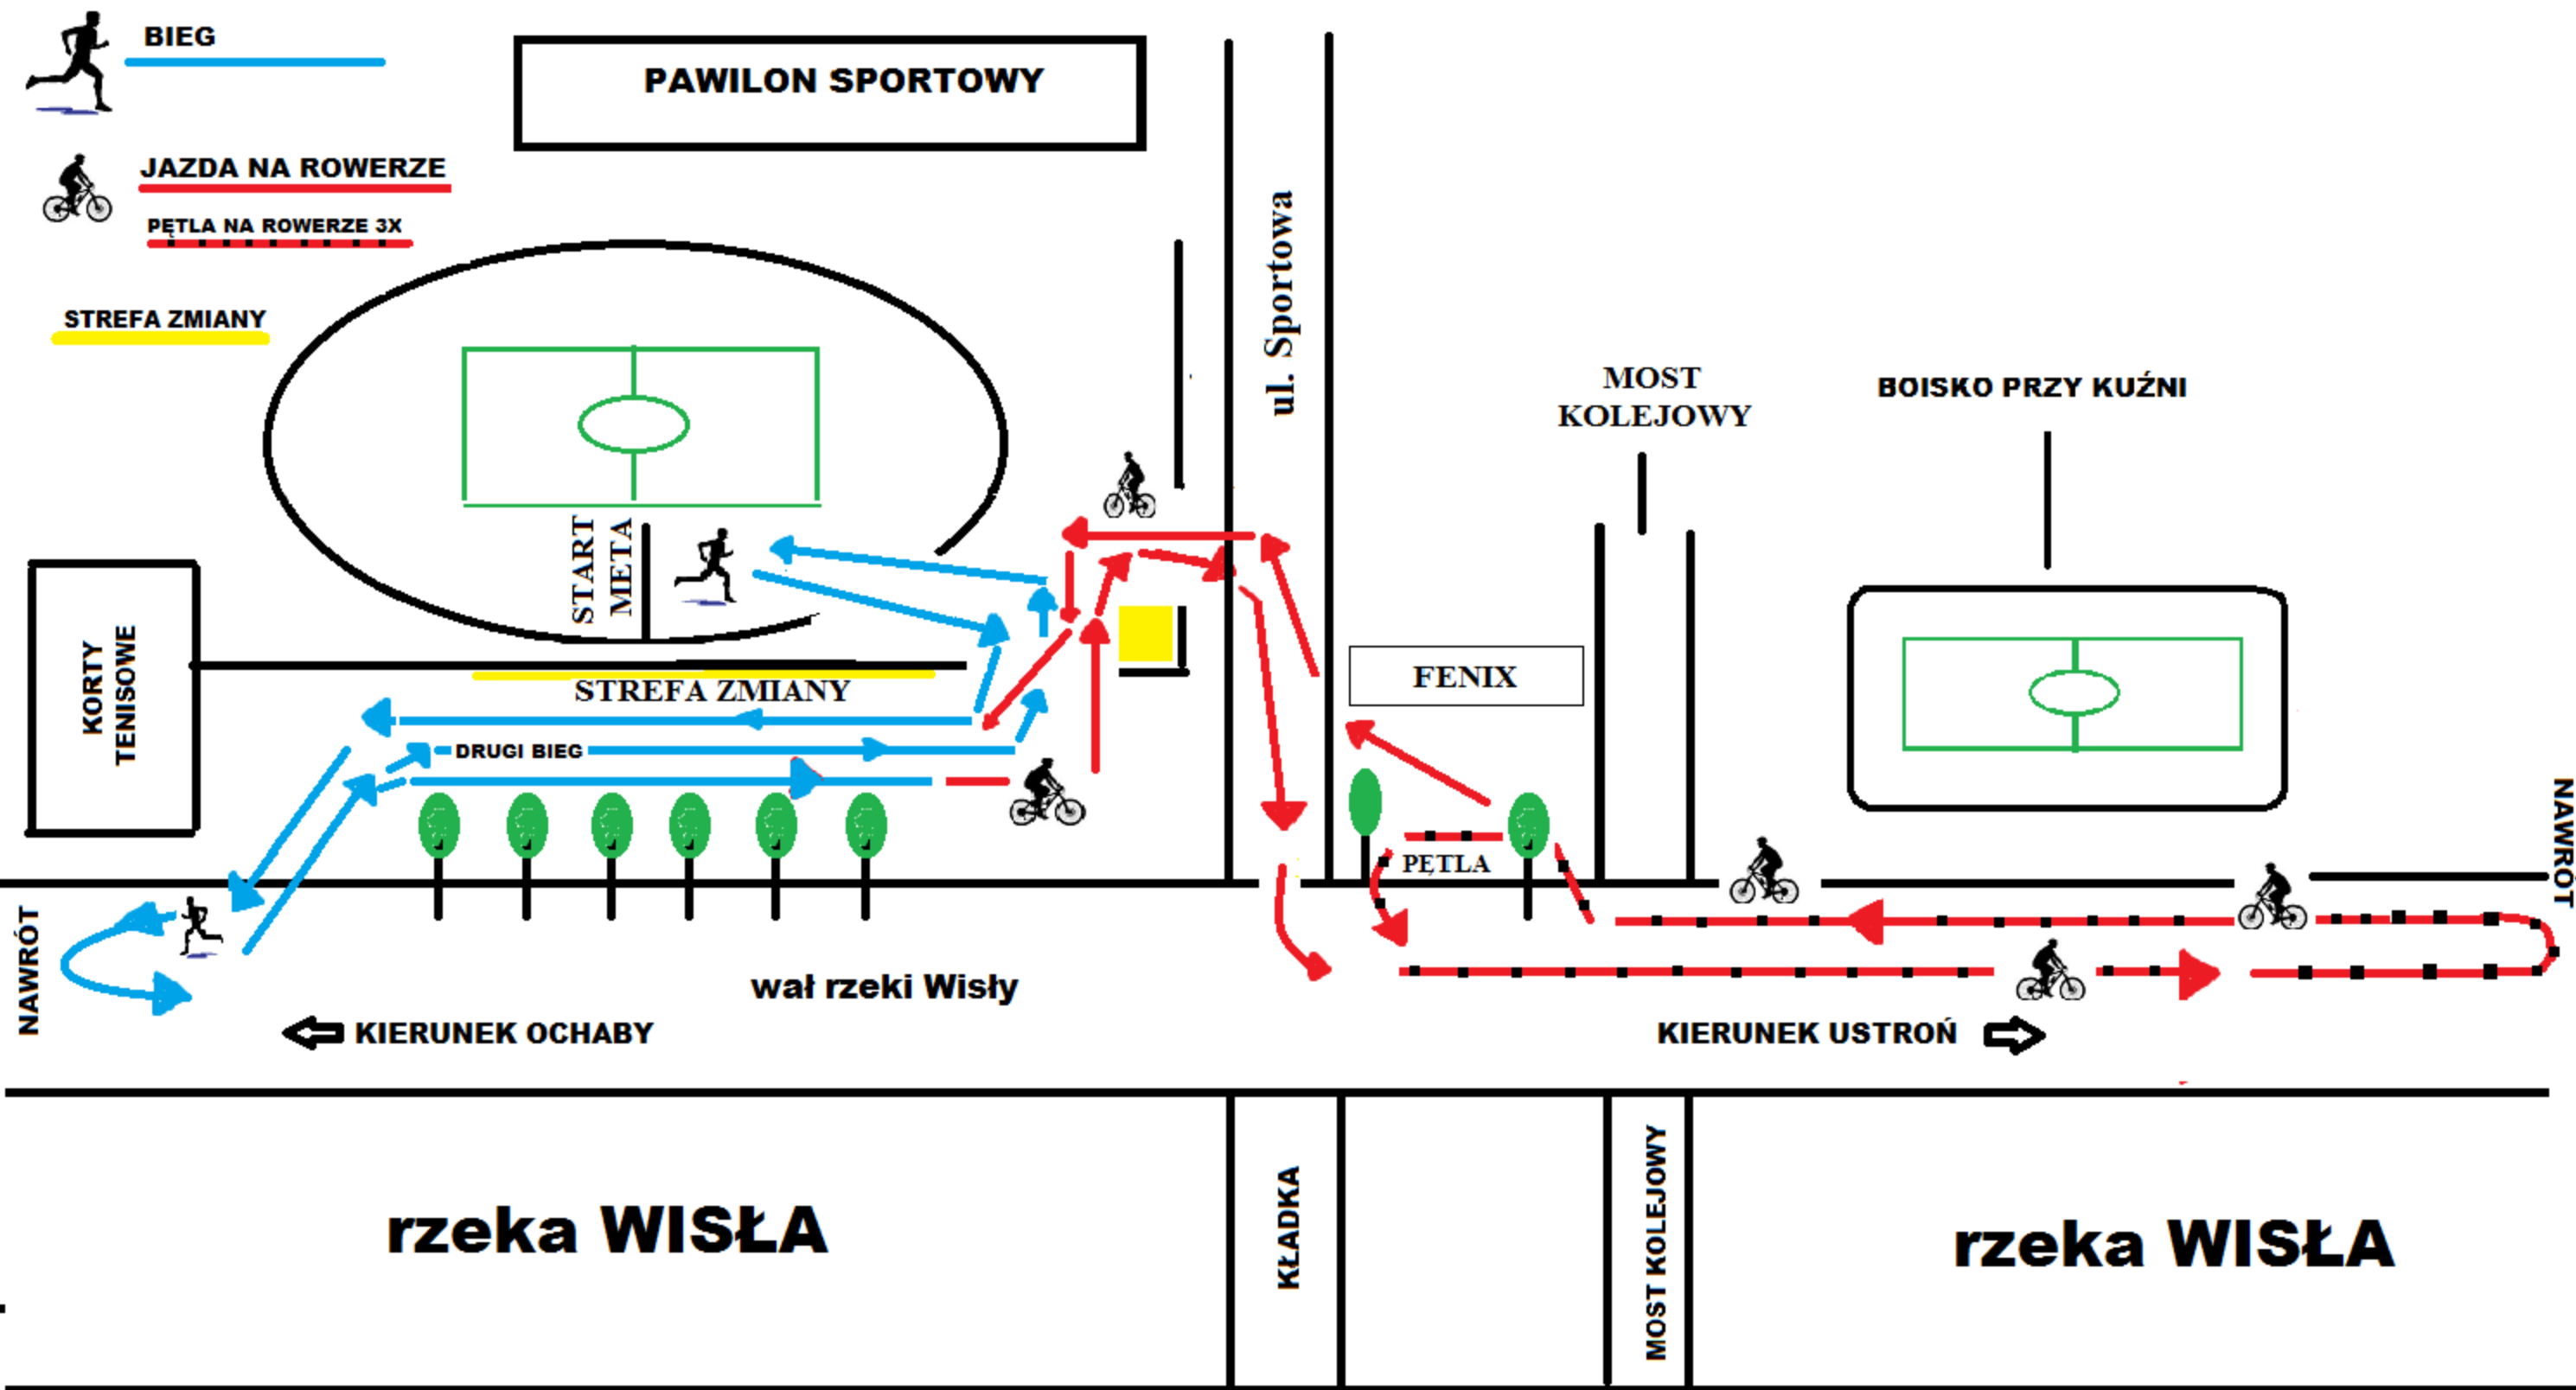 BIEG
PAWILON SPORTOWY
JAZDA NA ROWERZE
PĘTLA NA ROWERZE 3X
STREFA ZMIANY
ul. Sportowa
MOST
KOLEJOWY
BOISKO PRZY KUŹNI
START
META
KORTY
TENISOWE
STREFA ZMIANY
FENIX
DRUGI BIEG
PĘTLA
NAWRÓT
NAWRÓT
wał rzeki Wisły
KIERUNEK OCHABY
KIERUNEK USTROŃ
rzeka WISŁA
KŁADKA
MOST KOLEJOWY
rzeka WISŁA